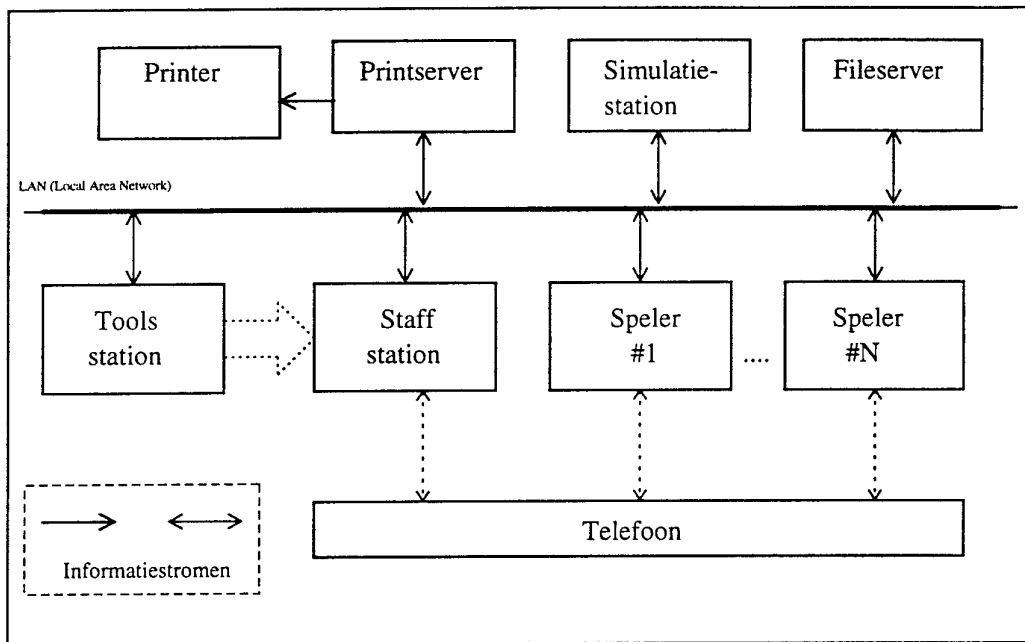 Printer
Printserver
Simulatie-
station
Fileserver
LAN (Local Area Network)
Tools
station
Staff
station
Speler
#1
....
Speler
#N
Telefoon
Informatiestromen